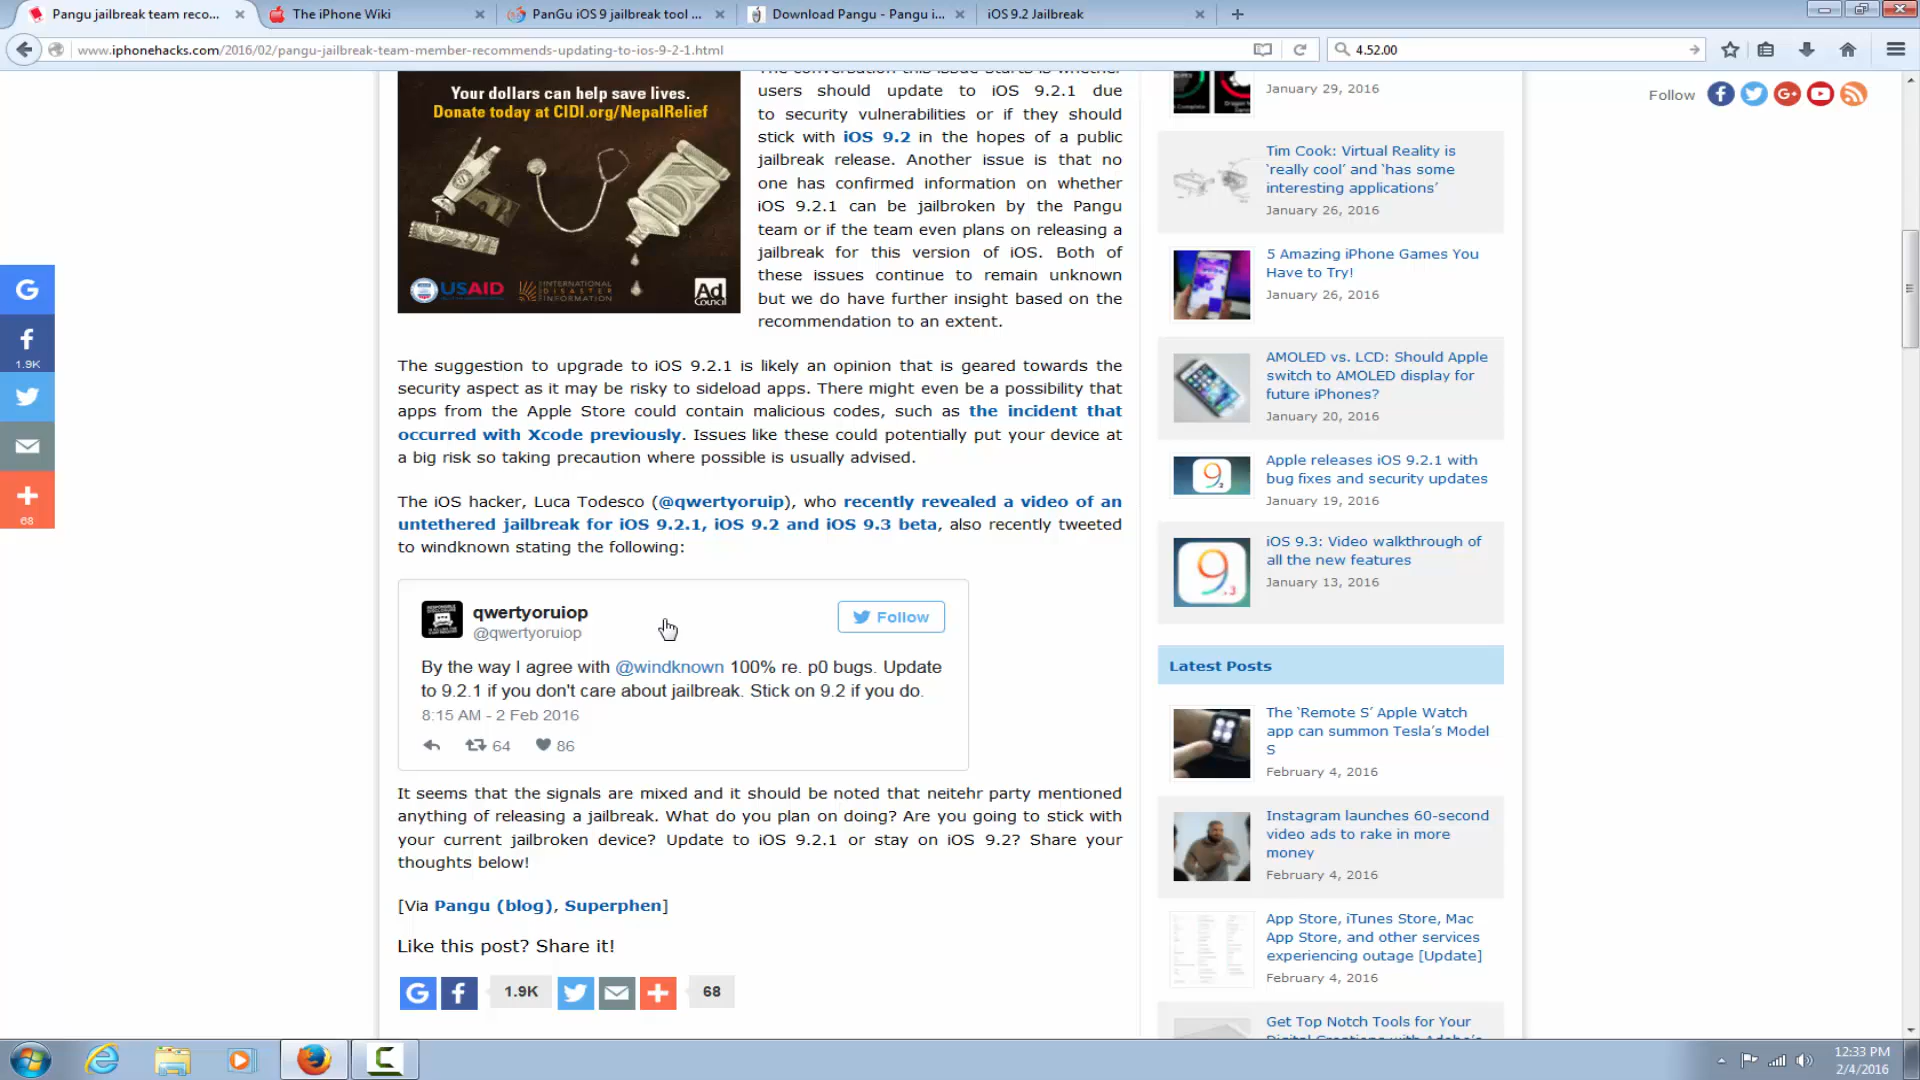 Pangu jailbreak team reco...
The iPhone Wiki
PanGu iOS 9 jailbreak tool ...
Download Pangu - Pangu i...
iOS 9.2 Jailbreak
www.iphonehacks.com/2016/02/pangu-jailbreak-team-member-recommends-updating-to-ios-9-2-1.html
4.52.00
Your dollars can help save lives.
Donate today at CIDI.org/NepalRelief
USAID
INTERNATIONAL
DISASTER
INFORMATION
Ad
COUNCIL
The conversation this issue starts is whether
users should update to iOS 9.2.1 due
to security vulnerabilities or if they should
stick with iOS 9.2 in the hopes of a public
jailbreak release. Another issue is that no
one has confirmed information on whether
iOS 9.2.1 can be jailbroken by the Pangu
team or if the team even plans on releasing a
jailbreak for this version of iOS. Both of
these issues continue to remain unknown
but we do have further insight based on the
recommendation to an extent.
The suggestion to upgrade to iOS 9.2.1 is likely an opinion that is geared towards the
security aspect as it may be risky to sideload apps. There might even be a possibility that
apps from the Apple Store could contain malicious codes, such as the incident that
occurred with Xcode previously. Issues like these could potentially put your device at
a big risk so taking precaution where possible is usually advised.
The iOS hacker, Luca Todesco (@qwertyoruip), who recently revealed a video of an
untethered jailbreak for iOS 9.2.1, iOS 9.2 and iOS 9.3 beta, also recently tweeted
to windknown stating the following:
qwertyoruiop
@qwertyoruiop
Follow
By the way I agree with @windknown 100% re. p0 bugs. Update
to 9.2.1 if you don't care about jailbreak. Stick on 9.2 if you do.
8:15 AM - 2 Feb 2016
64 86
It seems that the signals are mixed and it should be noted that neitehr party mentioned
anything of releasing a jailbreak. What do you plan on doing? Are you going to stick with
your current jailbroken device? Update to iOS 9.2.1 or stay on iOS 9.2? Share your
thoughts below!
[Via Pangu (blog), Superphen]
Like this post? Share it!
G f 1.9K 68
G
f
1.9K
68
January 29, 2016
Tim Cook: Virtual Reality is
‘really cool’ and ‘has some
interesting applications’
January 26, 2016
5 Amazing iPhone Games You
Have to Try!
January 26, 2016
AMOLED vs. LCD: Should Apple
switch to AMOLED display for
future iPhones?
January 20, 2016
9.2
Apple releases iOS 9.2.1 with
bug fixes and security updates
January 19, 2016
9.3
iOS 9.3: Video walkthrough of
all the new features
January 13, 2016
Latest Posts
The ‘Remote S’ Apple Watch
app can summon Tesla’s Model
S
February 4, 2016
Instagram launches 60-second
video ads to rake in more
money
February 4, 2016
App Store, iTunes Store, Mac
App Store, and other services
experiencing outage [Update]
February 4, 2016
Get Top Notch Tools for Your
Digital Creations with Adobe’s
Follow
12:33 PM
2/4/2016